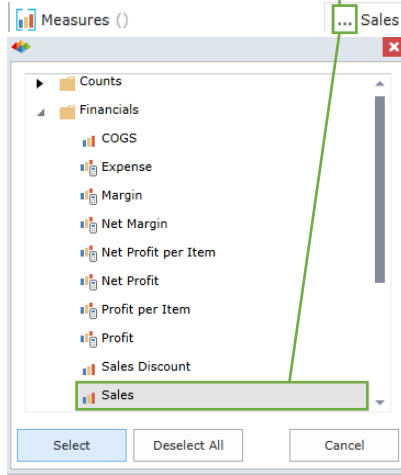 Measures () ... Sales
Counts
Financials
COGS
Expense
Margin
Net Margin
Net Profit per Item
Net Profit
Profit per Item
Profit
Sales Discount
Sales
Select Deselect All Cancel